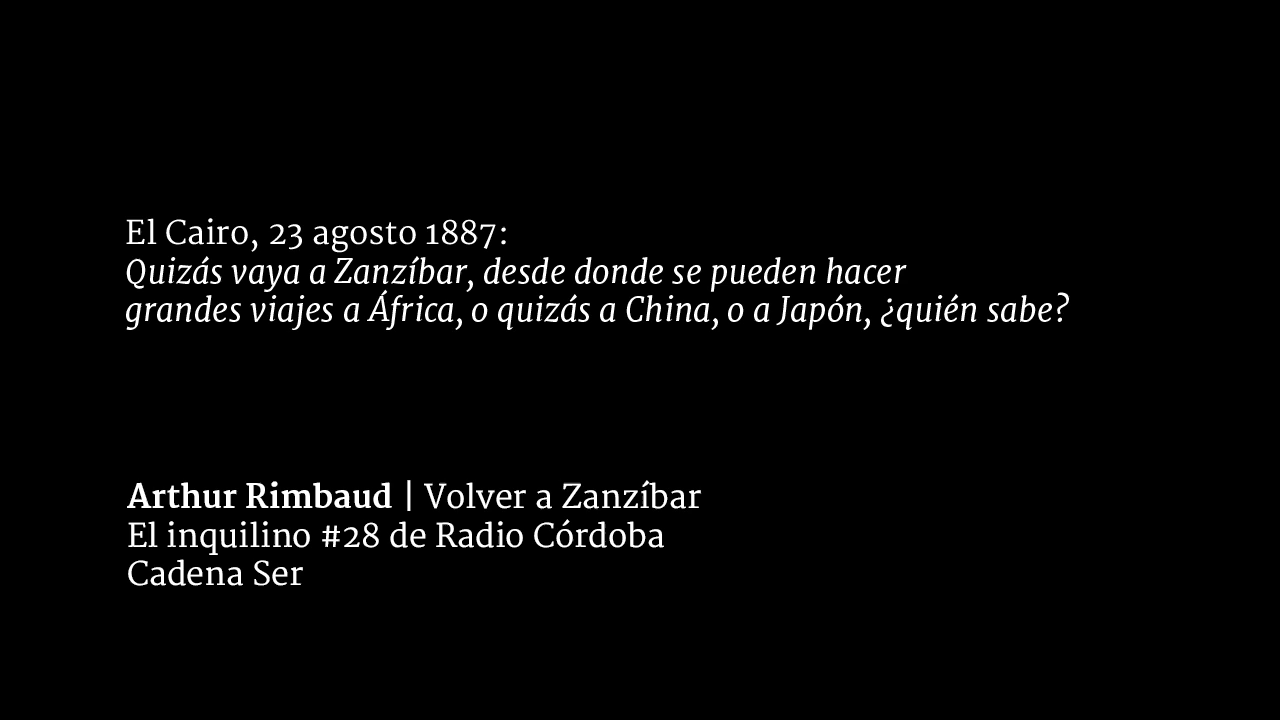 El Cairo, 23 agosto 1887:
Quizás vaya a Zanzíbar, desde donde se pueden hacer
grandes viajes a África, o quizás a China, o a Japón, ¿quién sabe?
Arthur Rimbaud | Volver a Zanzíbar
El inquilino #28 de Radio Córdoba
Cadena Ser